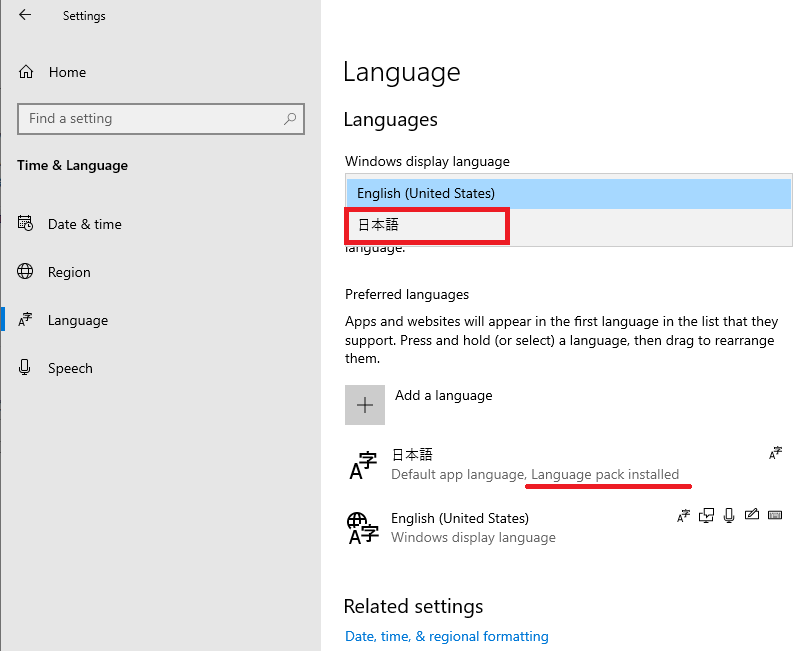 Settings
Home
Find a setting
Time & Language
Date & time
Region
Language
Speech
Language
Languages
Windows display language
English (United States)
日本語
language.
Preferred languages
Apps and websites will appear in the first language in the list that they
support. Press and hold (or select) a language, then drag to rearrange
them.
Add a language
日本語
Default app language, Language pack installed
English (United States)
Windows display language
Related settings
Date, time, & regional formatting